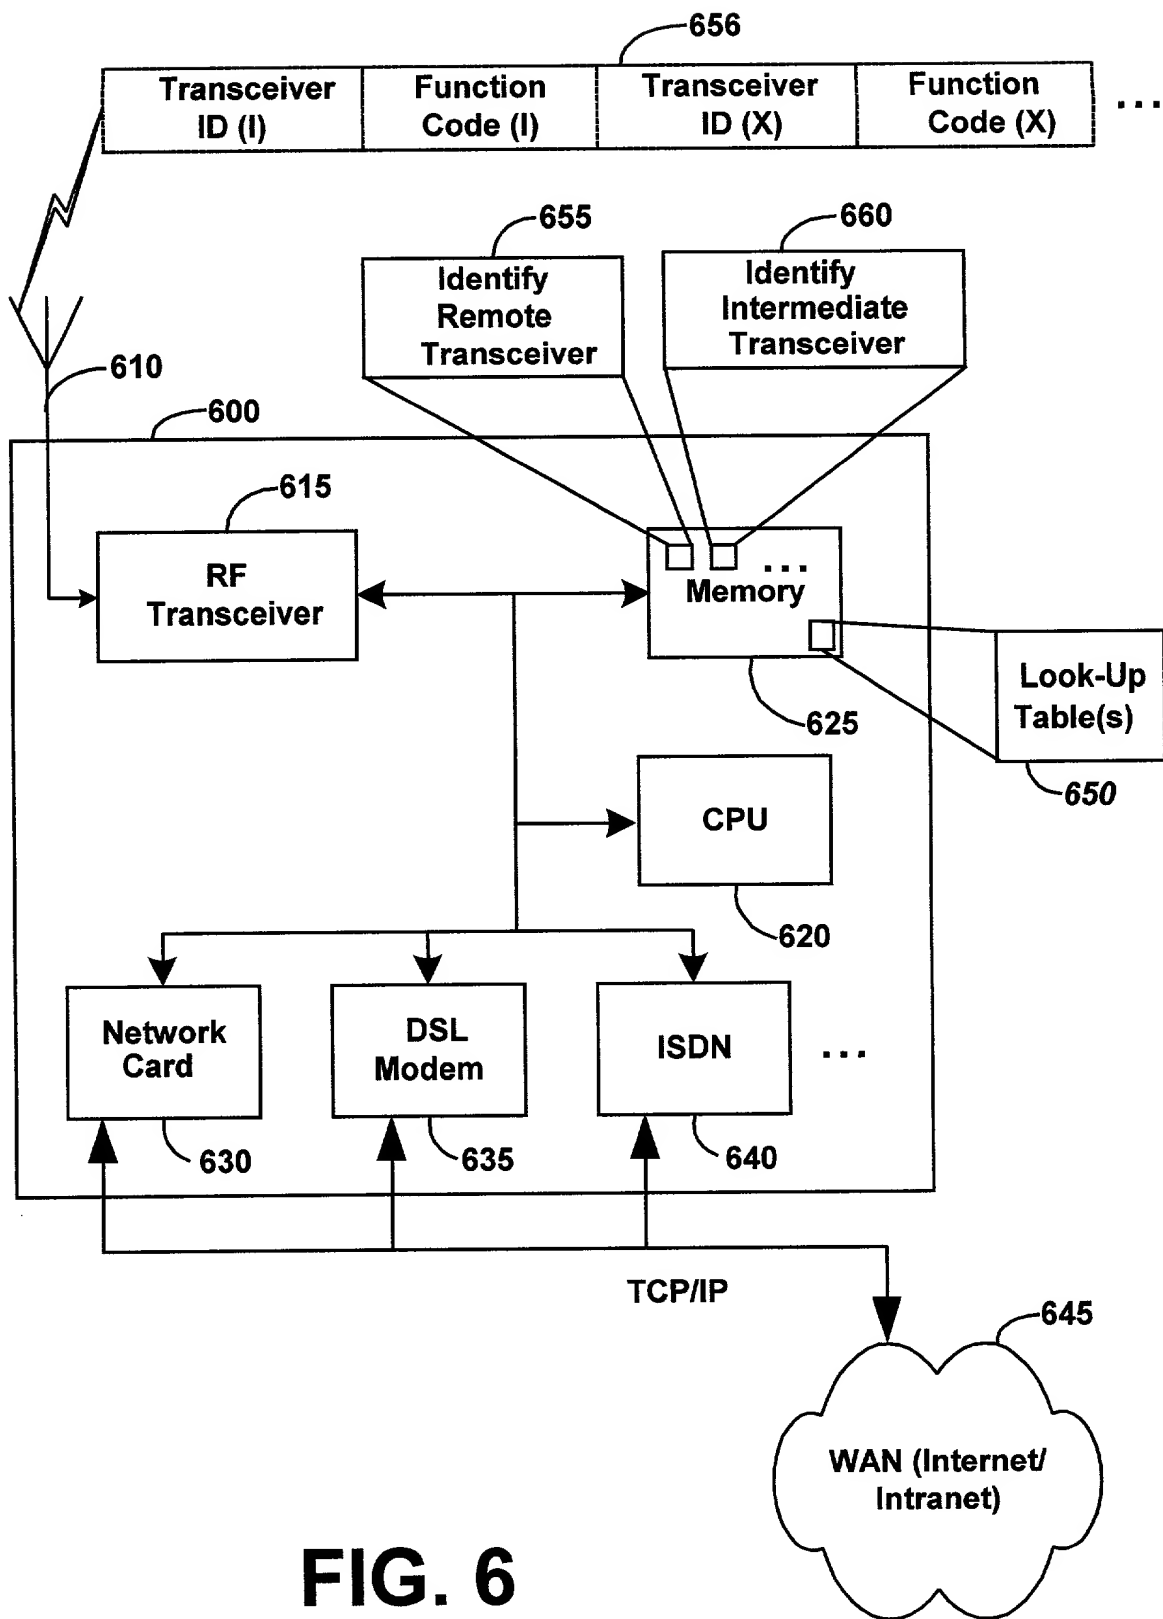 656
Transceiver ID (I)
Function Code (I)
Transceiver ID (X)
Function Code (X)
...
655
660
Identify Remote Transceiver
Identify Intermediate Transceiver
610
600
615
RF Transceiver
...
Memory
625
Look-Up Table(s)
650
CPU
620
Network Card
DSL Modem
ISDN
...
630
635
640
TCP/IP
645
WAN (Internet/ Intranet)
FIG. 6